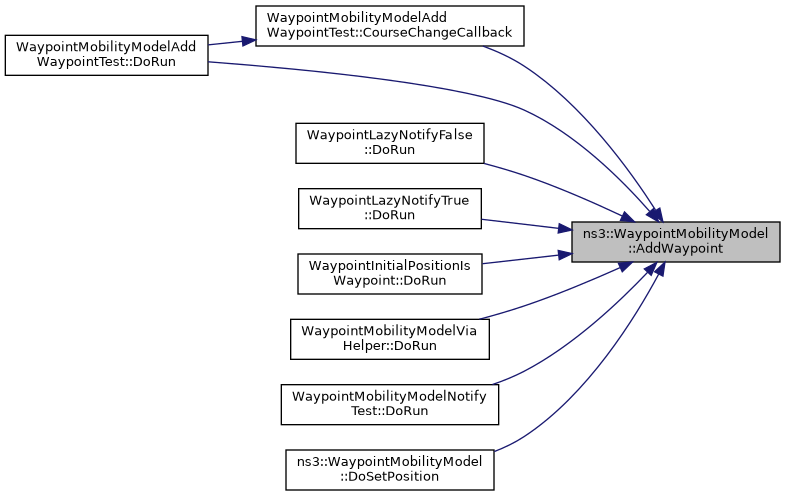 WaypointMobilityModelAdd
WaypointTest::CourseChangeCallback
WaypointMobilityModelAdd
WaypointTest::DoRun
WaypointLazyNotifyFalse
::DoRun
WaypointLazyNotifyTrue
::DoRun
ns3::WaypointMobilityModel
::AddWaypoint
WaypointInitialPositionIs
Waypoint::DoRun
WaypointMobilityModelVia
Helper::DoRun
WaypointMobilityModelNotify
Test::DoRun
ns3::WaypointMobilityModel
::DoSetPosition